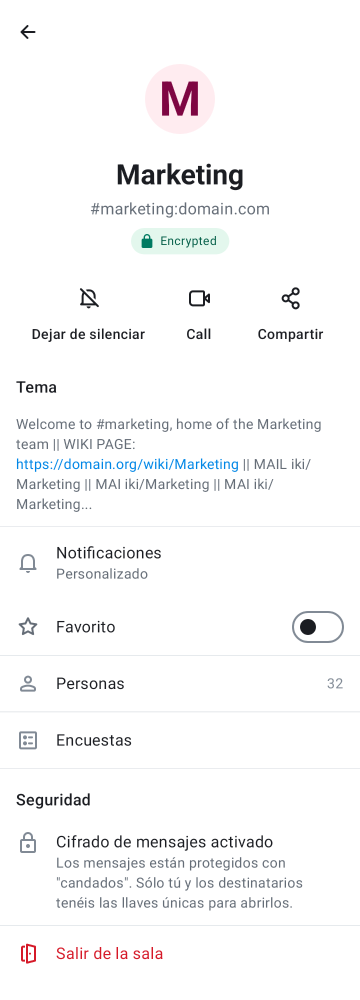 M
Marketing
#marketing:domain.com
Encrypted
Dejar de silenciar
Call
Compartir
Tema
Welcome to #marketing, home of the Marketing
team || WIKI PAGE:
https://domain.org/wiki/Marketing || MAIL iki/
Marketing || MAI iki/Marketing || MAI iki/
Marketing...
Notificaciones
Personalizado
Favorito
Personas 32
Encuestas
Seguridad
Cifrado de mensajes activado
Los mensajes están protegidos con
"candados". Sólo tú y los destinatarios
tenéis las llaves únicas para abrirlos.
Salir de la sala